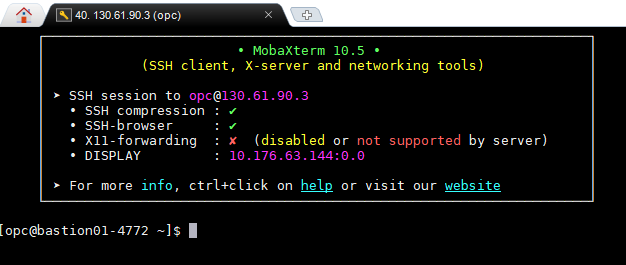 40. 130.61.90.3 (opc)
• MobaXterm 10.5 •
(SSH client, X-server and networking tools)
➤ SSH session to opc@130.61.90.3
• SSH compression : ✔
• SSH-browser : ✔
• X11-forwarding : ✘ (disabled or not supported by server)
• DISPLAY : 10.176.63.144:0.0
➤ For more info, ctrl+click on help or visit our website
[opc@bastion01-4772 ~]$